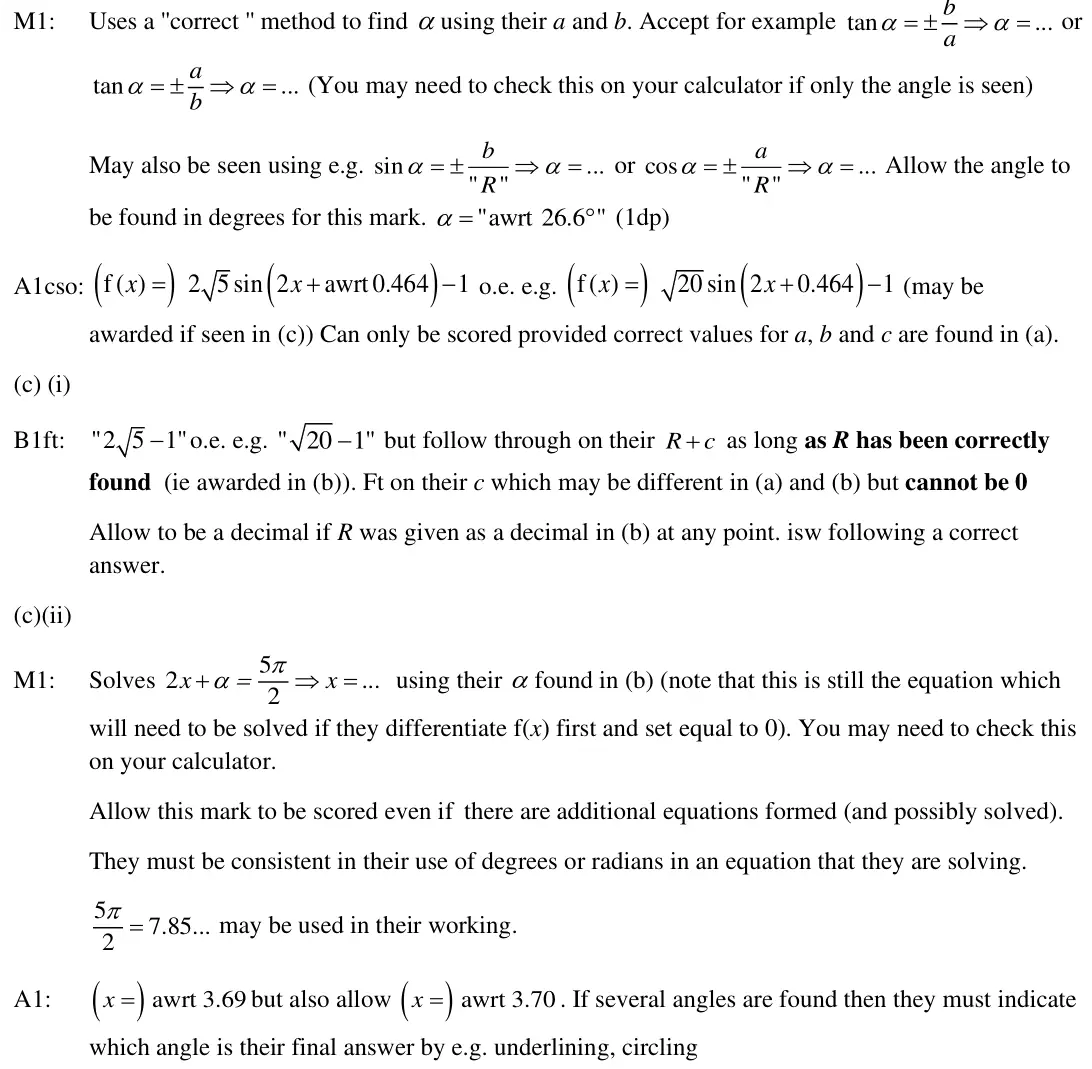 M1: Uses a "correct " method to find α using their a and b. Accept for example tan α = ± b/a ⇒ α = ... or
tan α = ± a/b ⇒ α = ... (You may need to check this on your calculator if only the angle is seen)
May also be seen using e.g. sin α = ± b/"R" ⇒ α = ... or cos α = ± a/"R" ⇒ α = ... Allow the angle to
be found in degrees for this mark. α = "awrt 26.6°" (1dp)
A1cso: (f(x) =) 2√5 sin(2x + awrt 0.464) − 1 o.e. e.g. (f(x) =) √20 sin(2x + 0.464) − 1 (may be
awarded if seen in (c)) Can only be scored provided correct values for a, b and c are found in (a).
(c) (i)
B1ft: "2√5 − 1" o.e. e.g. "√20 − 1" but follow through on their R + c as long as R has been correctly
found (ie awarded in (b)). Ft on their c which may be different in (a) and (b) but cannot be 0
Allow to be a decimal if R was given as a decimal in (b) at any point. isw following a correct
answer.
(c)(ii)
M1: Solves 2x + α = 5π/2 ⇒ x = ... using their α found in (b) (note that this is still the equation which
will need to be solved if they differentiate f(x) first and set equal to 0). You may need to check this
on your calculator.
Allow this mark to be scored even if there are additional equations formed (and possibly solved).
They must be consistent in their use of degrees or radians in an equation that they are solving.
5π/2 = 7.85... may be used in their working.
A1: (x =) awrt 3.69 but also allow (x =) awrt 3.70 . If several angles are found then they must indicate
which angle is their final answer by e.g. underlining, circling